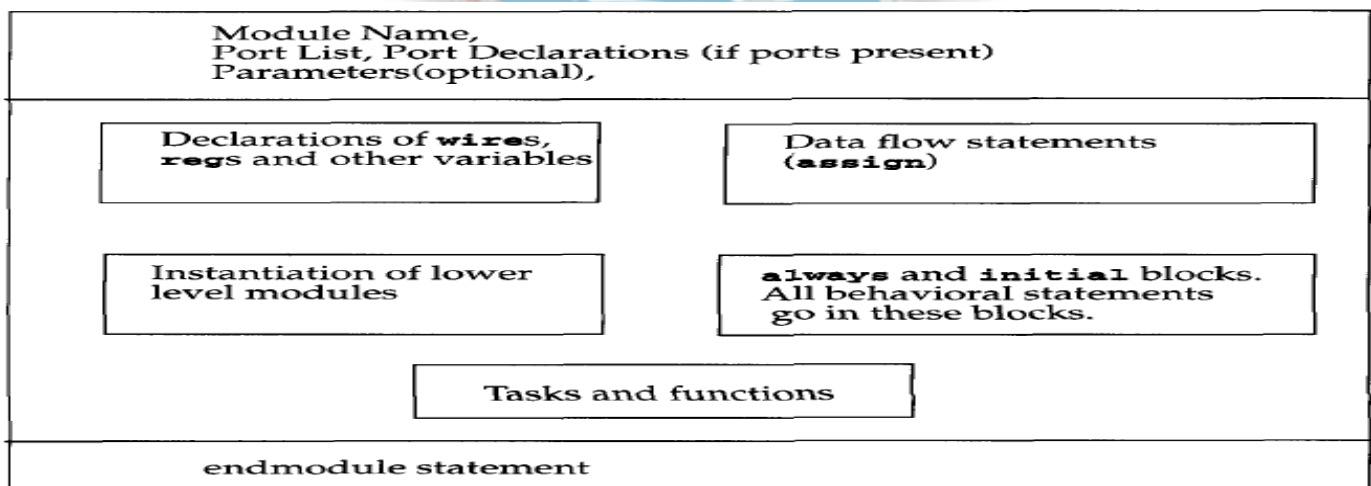 Module Name,
Port List, Port Declarations (if ports present)
Parameters(optional),
Declarations of wires,
regs and other variables
Data flow statements
(assign)
Instantiation of lower
level modules
always and initial blocks.
All behavioral statements
go in these blocks.
Tasks and functions
endmodule statement